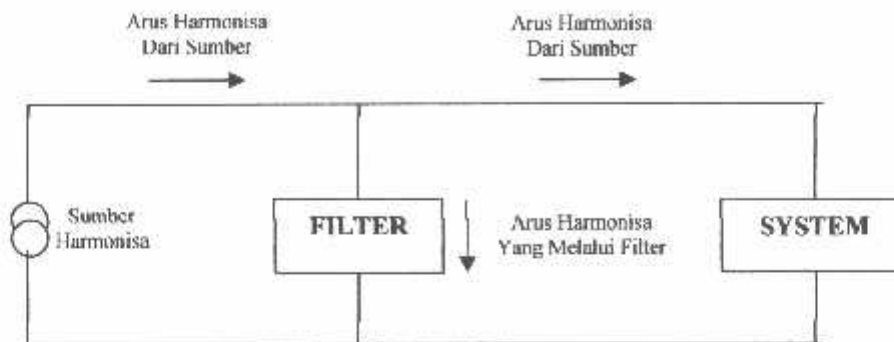 Arus Harmonisa
Dari Sumber
Arus Harmonisa
Dari Sumber
Sumber
Harmonisa
FILTER
Arus Harmonisa
Yang Melalui Filter
SYSTEM